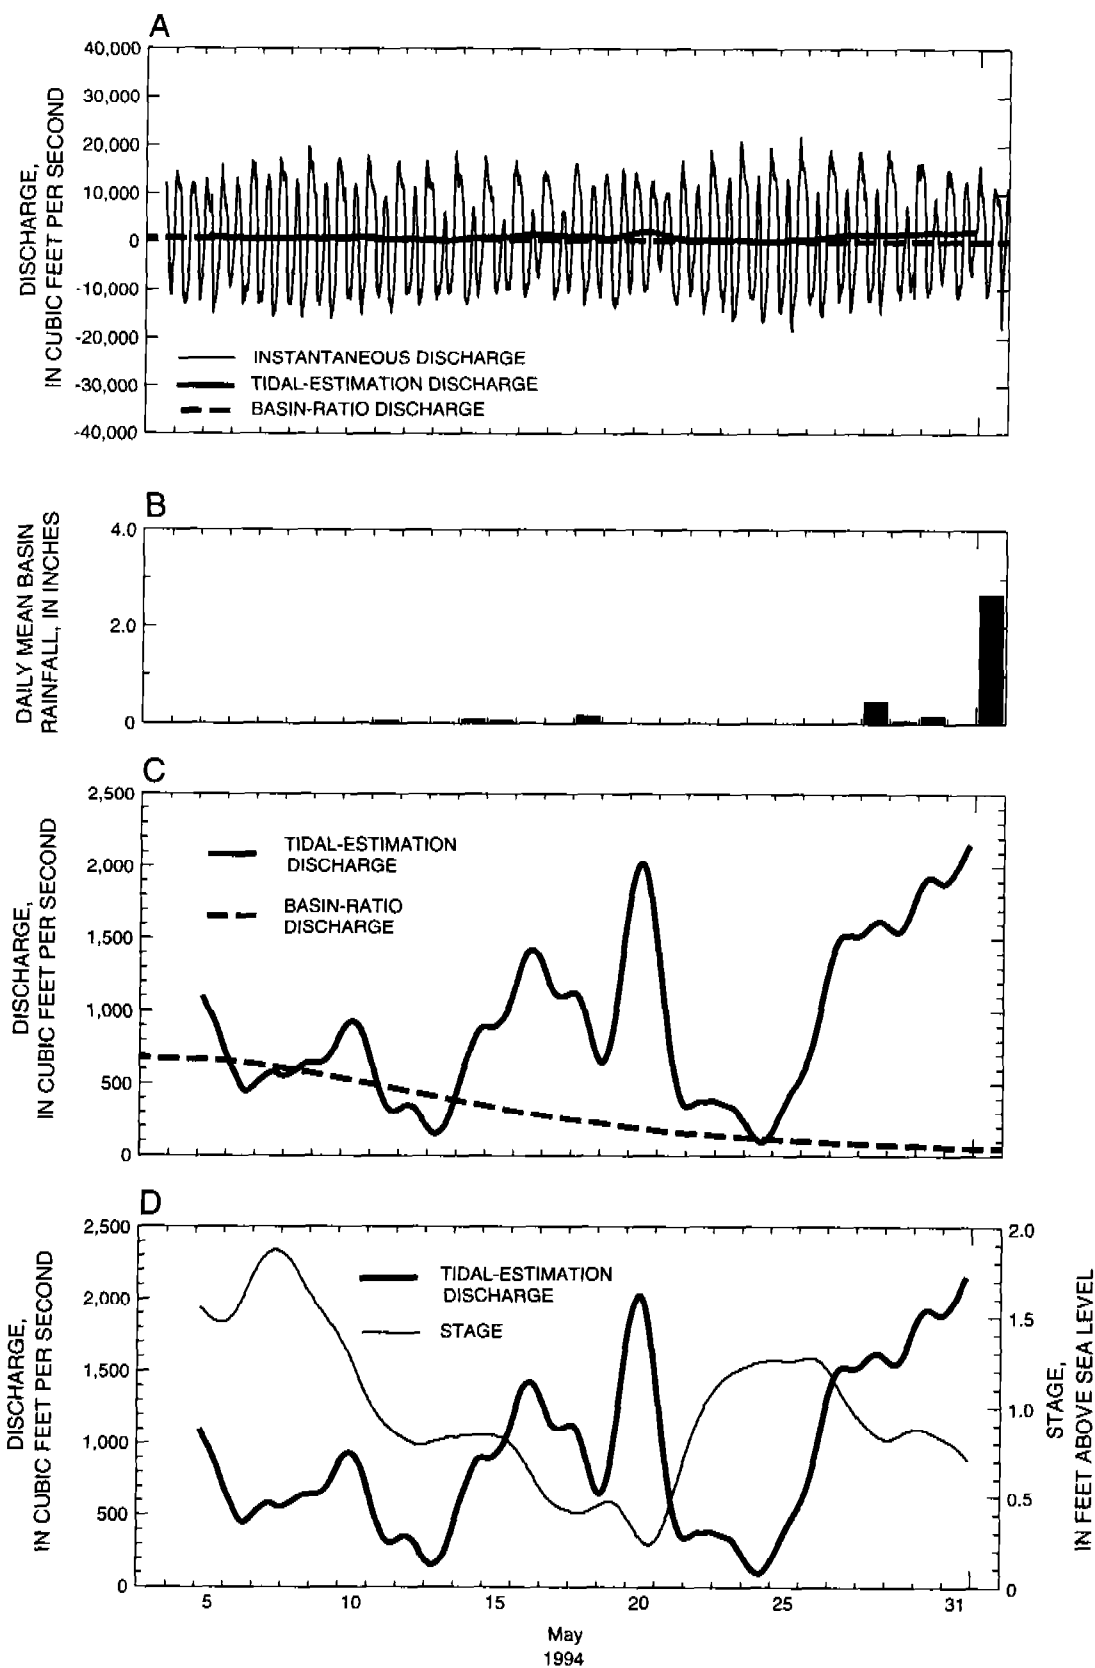 A
40,000
30,000
20,000
10,000
0
-10,000
-20,000
-30,000
-40,000
DISCHARGE,
IN CUBIC FEET PER SECOND
INSTANTANEOUS DISCHARGE
TIDAL-ESTIMATION DISCHARGE
BASIN-RATIO DISCHARGE
B
4.0
2.0
0
DAILY MEAN BASIN
RAINFALL, IN INCHES
C
2,500
2,000
1,500
1,000
500
0
DISCHARGE,
IN CUBIC FEET PER SECOND
TIDAL-ESTIMATION
DISCHARGE
BASIN-RATIO
DISCHARGE
D
2,500
2,000
1,500
1.000
500
0
DISCHARGE,
IN CUBIC FEET PER SECOND
TIDAL-ESTIMATION
DISCHARGE
STAGE
2.0
1.5
1.0
0.5
0
STAGE,
IN FEET ABOVE SEA LEVEL
5 10 15 20 25 31
May
1994